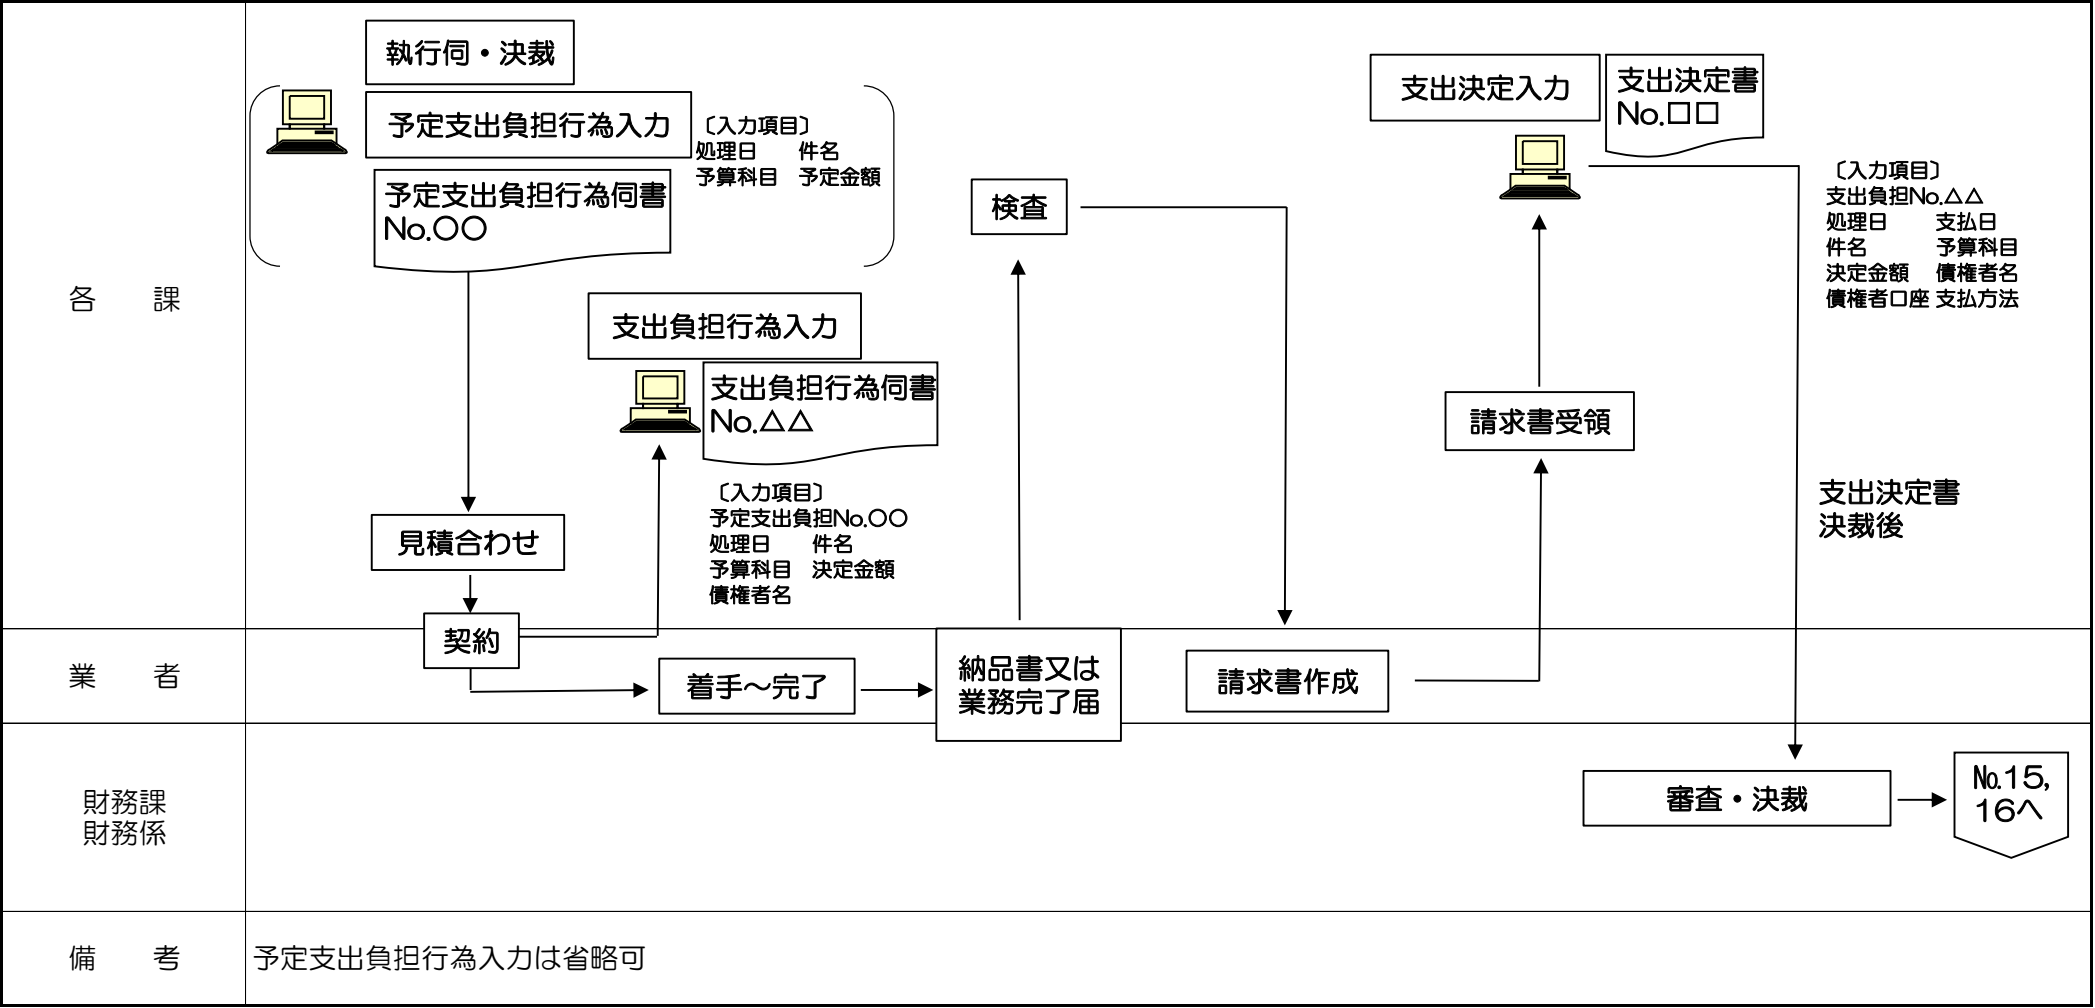 各　　課
執行伺・決裁
予定支出負担行為入力
〔入力項目〕
処理日　　件名
予算科目　予定金額
予定支出負担行為伺書
No.〇〇
支出負担行為入力
支出負担行為伺書
No.△△
〔入力項目〕
予定支出負担No.〇〇
処理日　　件名
予算科目　決定金額
債権者名
見積合わせ
契約
検査
支出決定入力
支出決定書
No.□□
〔入力項目〕
支出負担No.△△
処理日　　支払日
件名　　　予算科目
決定金額　債権者名
債権者口座 支払方法
請求書受領
支出決定書
決裁後
業　　者
着手～完了
納品書又は
業務完了届
請求書作成
財務課
財務係
審査・決裁
№15,
16へ
備　　考
予定支出負担行為入力は省略可